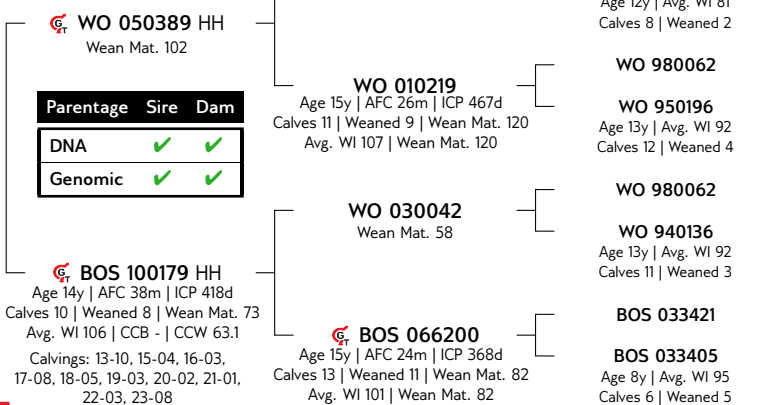 WO 050389 HH
Wean Mat. 102
Parentage Sire Dam
DNA ✔ ✔
Genomic ✔ ✔
GT BOS 100179 HH
Age 14y | AFC 38m | ICP 418d
Calves 10 | Weaned 8 | Wean Mat. 73
Avg. WI 106 | CCB - | CCW 63.1
Calvings: 13-10, 15-04, 16-03,
17-08, 18-05, 19-03, 20-02, 21-01,
22-03, 23-08
WO 010219
Age 15y | AFC 26m | ICP 467d
Calves 11 | Weaned 9 | Wean Mat. 120
Avg. WI 107 | Wean Mat. 120
WO 030042
Wean Mat. 58
GT BOS 066200
Age 15y | AFC 24m | ICP 368d
Calves 13 | Weaned 11 | Wean Mat. 82
Avg. WI 101 | Wean Mat. 82
Age 12y | Avg. WI 81
Calves 8 | Weaned 2
WO 980062
WO 950196
Age 13y | Avg. WI 92
Calves 12 | Weaned 4
WO 980062
WO 940136
Age 13y | Avg. WI 92
Calves 11 | Weaned 3
BOS 033421
BOS 033405
Age 8y | Avg. WI 95
Calves 6 | Weaned 5